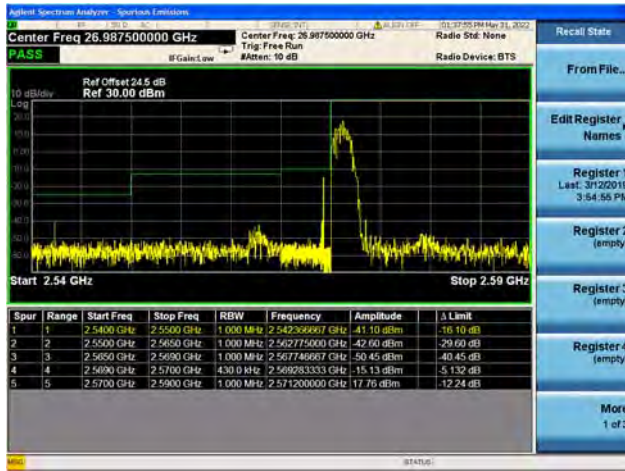 Agilent Spectrum Analyzer - Spurious Emissions
Center Freq 26.987500000 GHz
Center Freq: 26.987500000 GHz
Trig: Free Run
#Atten: 10 dB
IFGain:Low
PASS
01:37:55 PM Mar 31, 2022
Radio Std: None
Radio Device: BTS
Ref Offset 24.5 dB
10 dB/div
Ref 30.00 dBm
Log
Start 2.54 GHz
Stop 2.59 GHz
Spur Range Start Freq Stop Freq RBW Frequency Amplitude Δ Limit
1 1 2.5400 GHz 2.5500 GHz 1.000 MHz 2.542366667 GHz -41.10 dBm -16.10 dB
2 2 2.5500 GHz 2.5650 GHz 1.000 MHz 2.562775000 GHz -42.60 dBm -29.60 dB
3 3 2.5650 GHz 2.5690 GHz 1.000 MHz 2.567746667 GHz -50.45 dBm -40.45 dB
4 4 2.5690 GHz 2.5700 GHz 430.0 kHz 2.569283333 GHz -15.13 dBm -5.132 dB
5 5 2.5700 GHz 2.5900 GHz 1.000 MHz 2.571200000 GHz 17.76 dBm -12.24 dB
MSG
STATUS
Recall State
From File..
Edit Register
Names
Register 1
Last: 3/12/2019
3:54:55 PM
Register 2
(empty
Register 3
(empty
Register 4
(empty
More
1 of